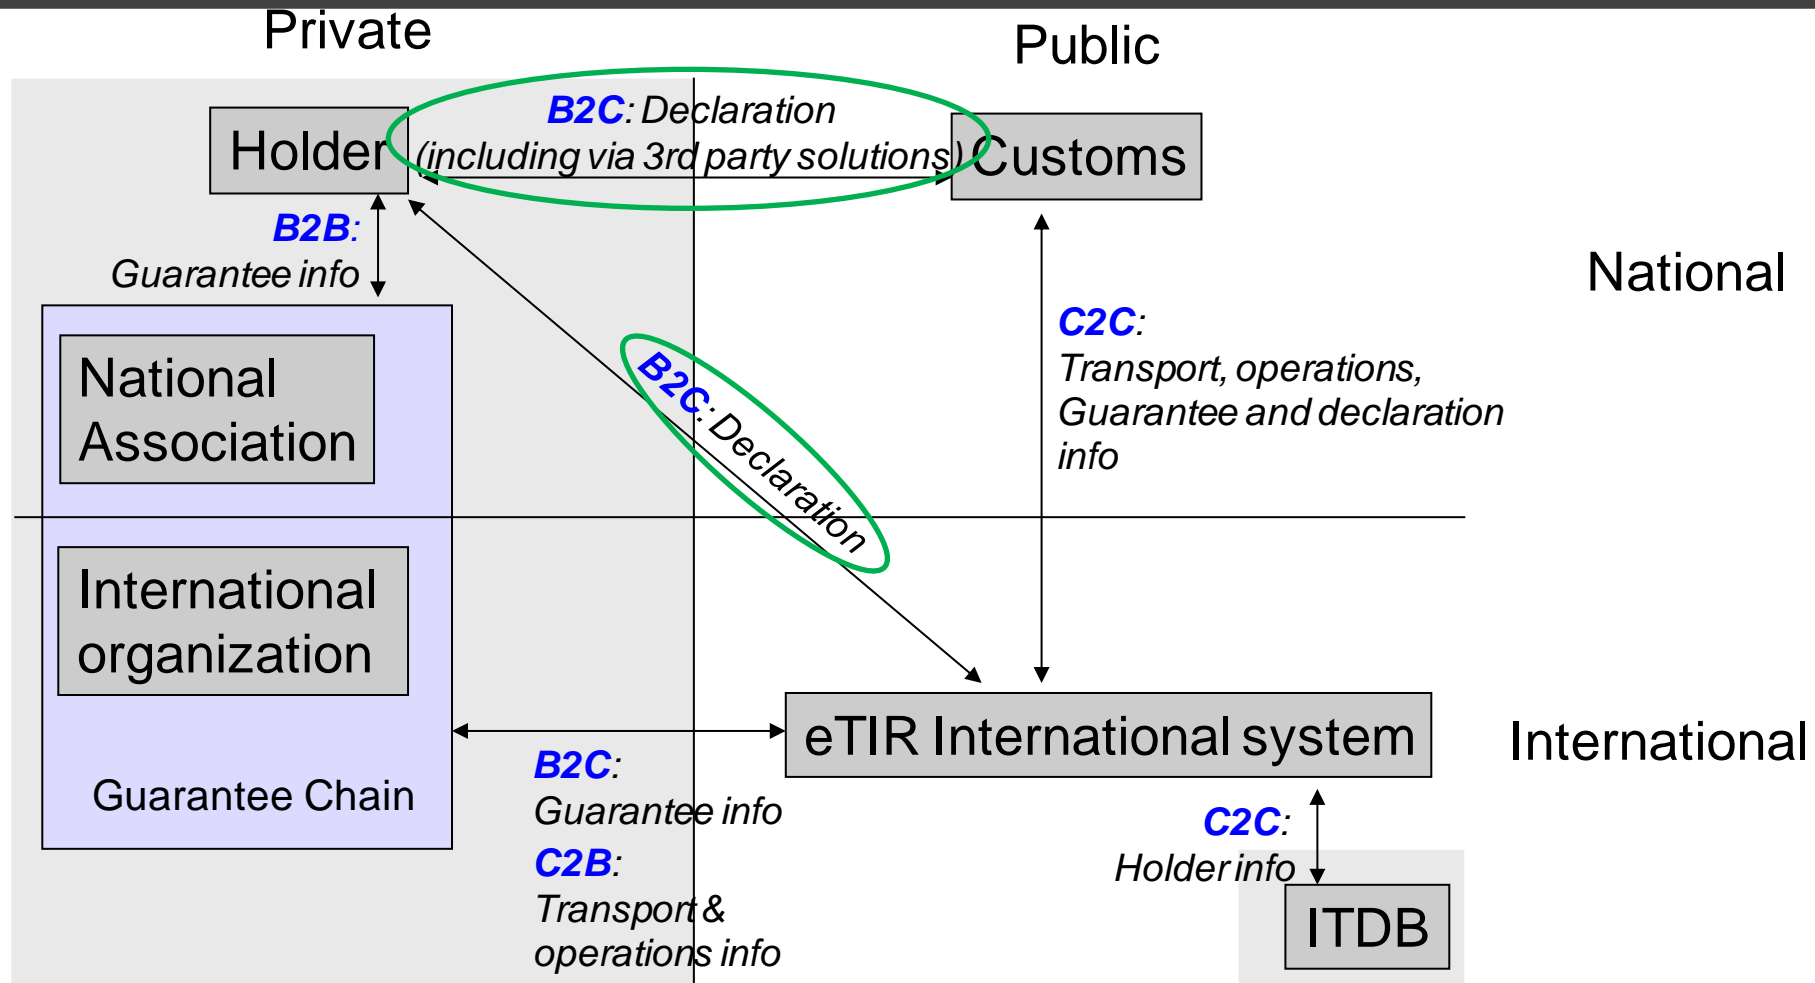 Private
Public
B2C: Declaration
(including via 3rd party solutions)
Holder
Customs
B2B:
Guarantee info
National
C2C:
Transport, operations,
Guarantee and declaration
info
B2C: Declaration
National
Association
International
organization
Guarantee Chain
eTIR International system
International
B2C:
Guarantee info
C2B:
Transport &
operations info
C2C:
Holder info
ITDB